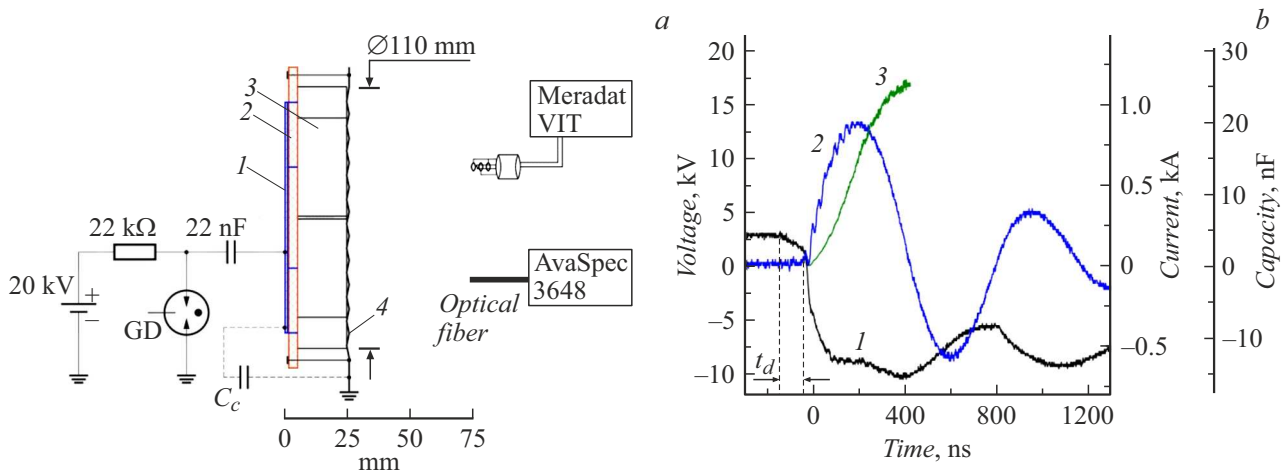 a
b
∅110 mm
3
2
1
Meradat
VIT
22 kΩ
22 nF
20 kV
+
–
GD
C_c
4
AvaSpec
3648
Optical
fiber
0
25
50
75
mm
20
15
10
5
0
–5
–10
Voltage, kV
1.0
0.5
0
–0.5
Current, kA
30
20
10
0
–10
Capacity, nF
3
2
1
t_d
0
400
800
1200
Time, ns